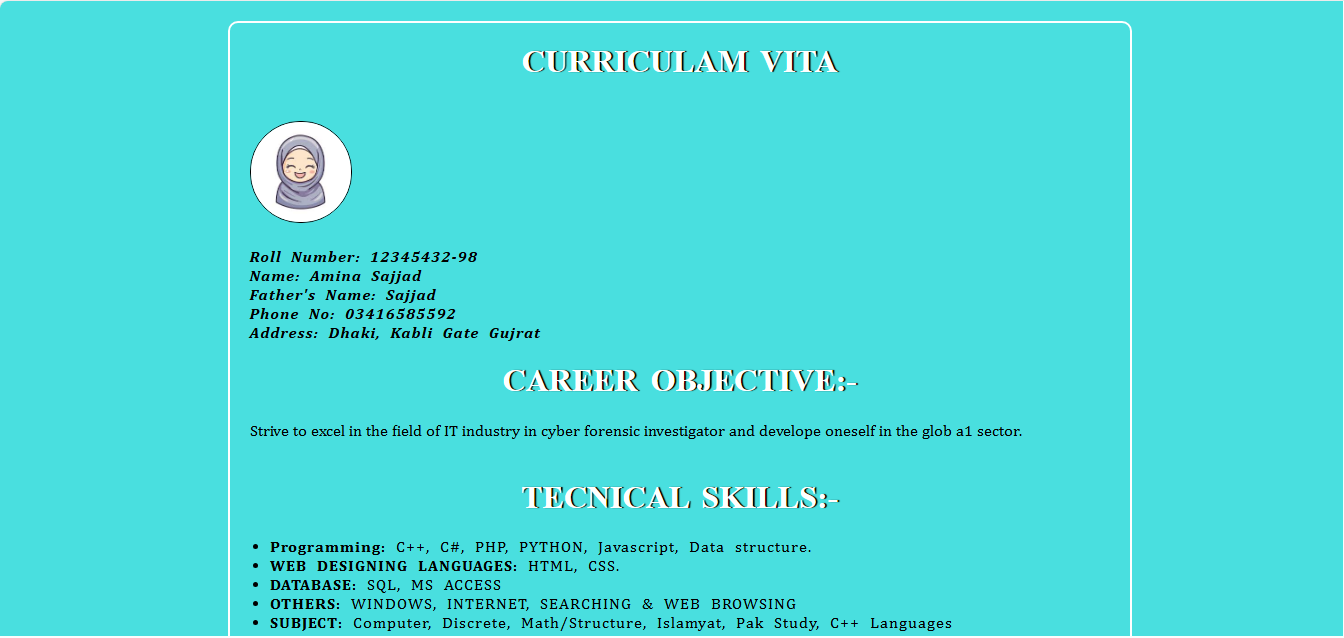 CURRICULAM VITA
Roll Number: 12345432-98
Name: Amina Sajjad
Father's Name: Sajjad
Phone No: 03416585592
Address: Dhaki, Kabli Gate Gujrat
CAREER OBJECTIVE:-
Strive to excel in the field of IT industry in cyber forensic investigator and develope oneself in the glob a1 sector.
TECNICAL SKILLS:-
• Programming: C++, C#, PHP, PYTHON, Javascript, Data structure.
• WEB DESIGNING LANGUAGES: HTML, CSS.
• DATABASE: SQL, MS ACCESS
• OTHERS: WINDOWS, INTERNET, SEARCHING & WEB BROWSING
• SUBJECT: Computer, Discrete, Math/Structure, Islamyat, Pak Study, C++ Languages